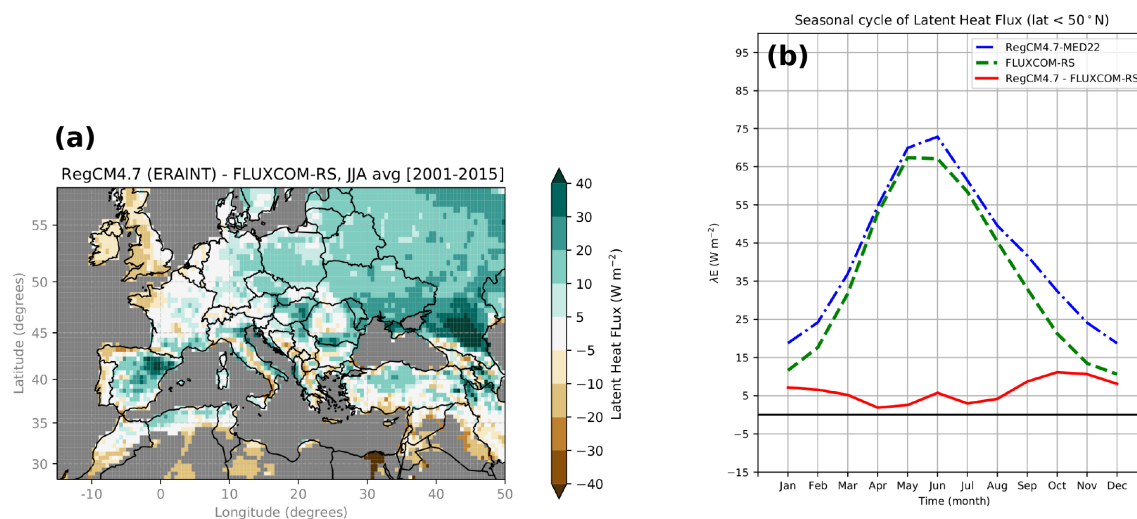 (a)
RegCM4.7 (ERAINT) - FLUXCOM-RS, JJA avg [2001-2015]
55
50
45
40
35
30
Latitude (degrees)
-10
0
10
20
30
40
50
Longitude (degrees)
40
30
20
10
5
−5
−10
−20
−30
−40
Latent Heat FLux (W m−2)
Seasonal cycle of Latent Heat Flux (lat < 50°N)
(b)
RegCM4.7-MED22
FLUXCOM-RS
RegCM4.7 - FLUXCOM-RS
95
85
75
65
55
45
35
25
15
5
−5
−15
λE (W m−2)
Jan Feb Mar Apr May Jun Jul Aug Sep Oct Nov Dec
Time (month)